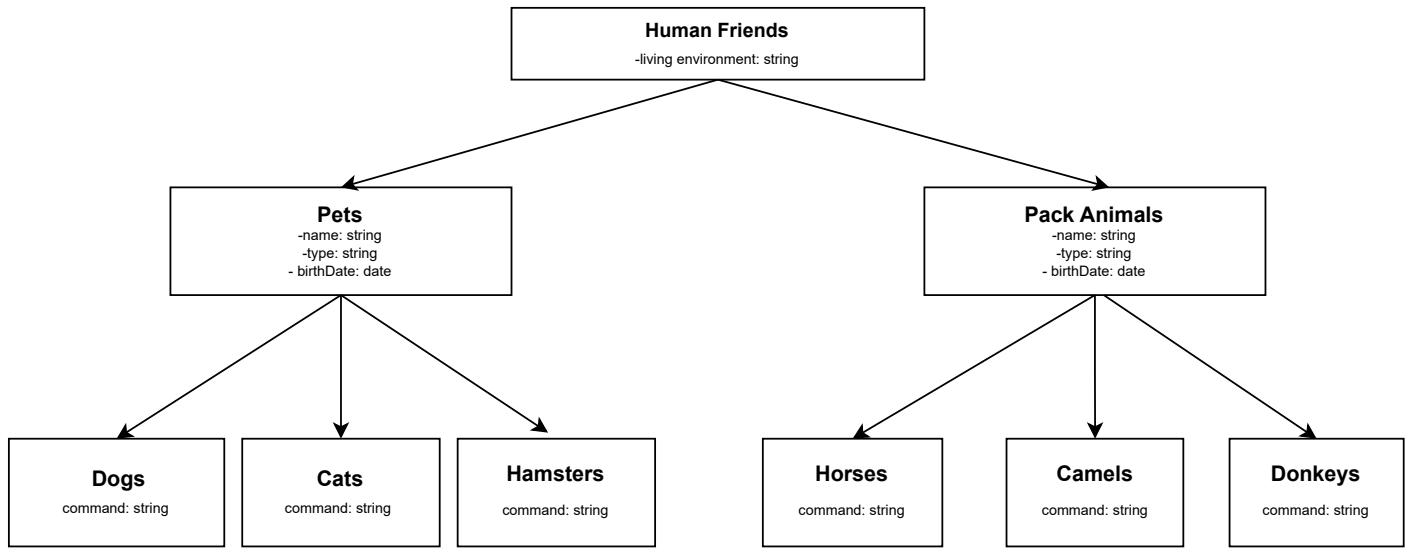 Human Friends
-living environment: string
Pets
-name: string
-type: string
- birthDate: date
Pack Animals
-name: string
-type: string
- birthDate: date
Dogs
command: string
Cats
command: string
Hamsters
command: string
Horses
command: string
Camels
command: string
Donkeys
command: string